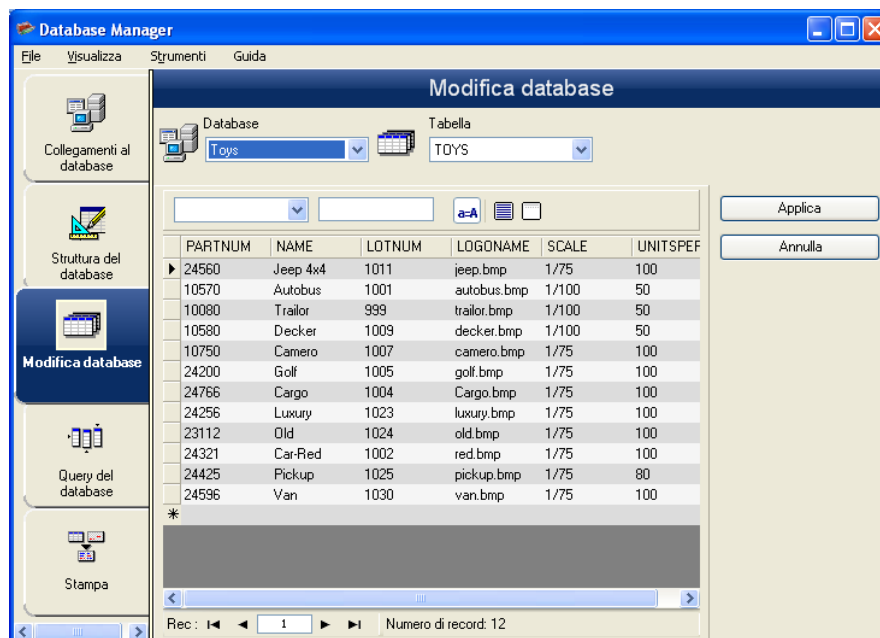 Database Manager
File Visualizza Strumenti Guida
Modifica database
Collegamenti al
database
Struttura del
database
Modifica database
Query del
database
Stampa
Database
Toys
Tabella
TOYS
a=A
Applica
Annulla
PARTNUM NAME LOTNUM LOGONAME SCALE UNITSPER
24560 Jeep 4x4 1011 jeep.bmp 1/75 100
10570 Autobus 1001 autobus.bmp 1/100 50
10080 Trailor 999 trailor.bmp 1/100 50
10580 Decker 1009 decker.bmp 1/100 50
10750 Camero 1007 camero.bmp 1/75 100
24200 Golf 1005 golf.bmp 1/75 100
24766 Cargo 1004 Cargo.bmp 1/75 100
24256 Luxury 1023 luxury.bmp 1/75 100
23112 Old 1024 old.bmp 1/75 100
24321 Car-Red 1002 red.bmp 1/75 100
24425 Pickup 1025 pickup.bmp 1/75 80
24596 Van 1030 van.bmp 1/75 100
Rec : 1 Numero di record: 12